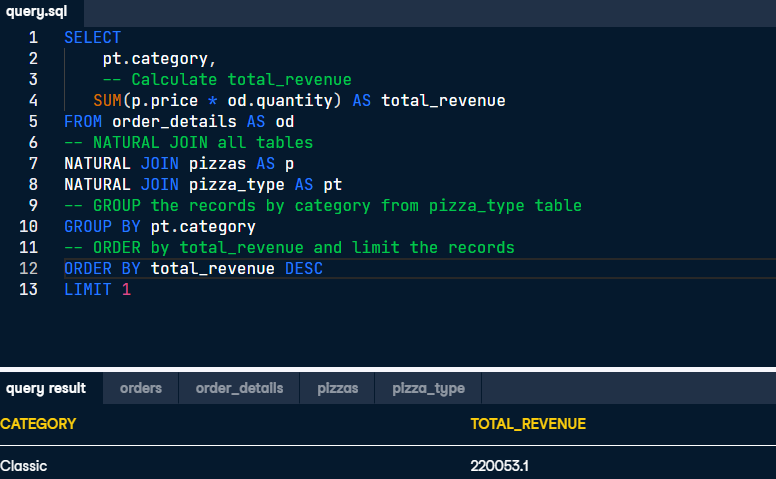 query.sql
1 SELECT
2 pt.category,
3 -- Calculate total_revenue
4 SUM(p.price * od.quantity) AS total_revenue
5 FROM order_details AS od
6 -- NATURAL JOIN all tables
7 NATURAL JOIN pizzas AS p
8 NATURAL JOIN pizza_type AS pt
9 -- GROUP the records by category from pizza_type table
10 GROUP BY pt.category
11 -- ORDER by total_revenue and limit the records
12 ORDER BY total_revenue DESC
13 LIMIT 1
query result orders order_details pizzas pizza_type
CATEGORY TOTAL_REVENUE
Classic 220053.1